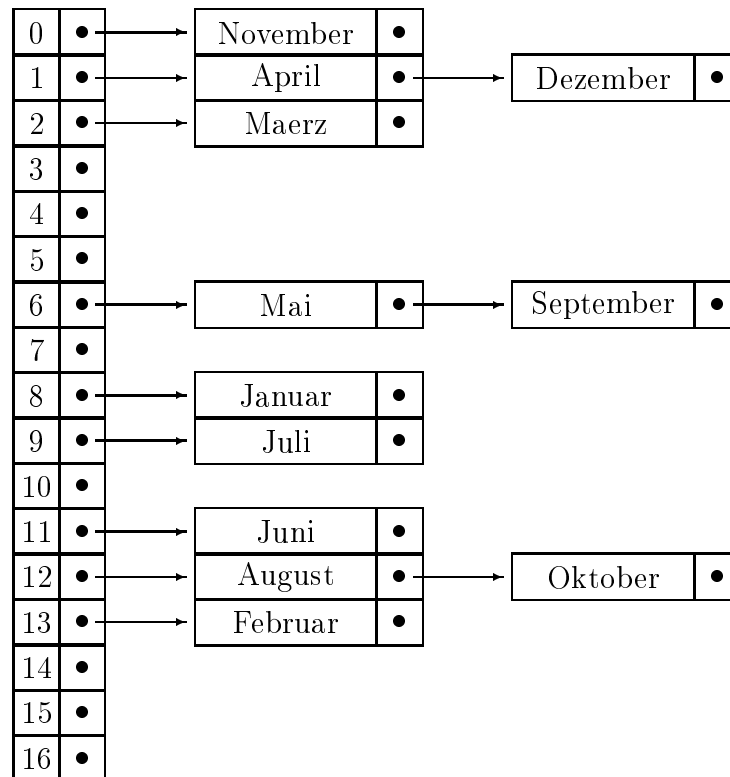 0 November
1 April Dezember
2 Maerz
3
4
5
6 Mai September
7
8 Januar
9 Juli
10
11 Juni
12 August Oktober
13 Februar
14
15
16